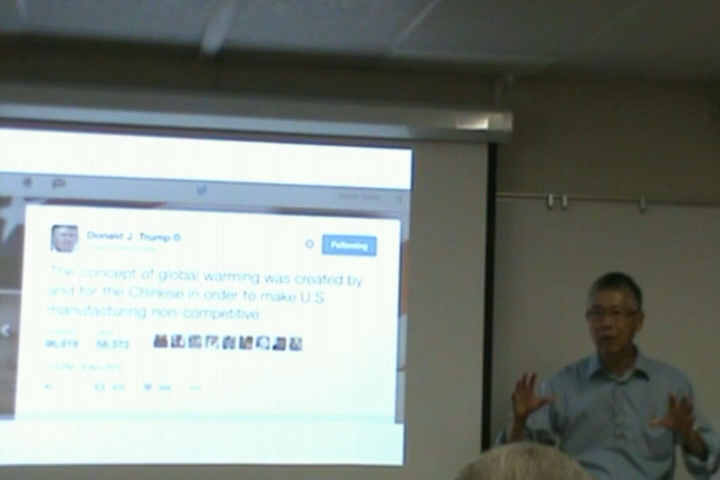 Donald J. Trump
Following
The concept of global warming was created by
and for the Chinese in order to make U.S.
manufacturing non-competitive.